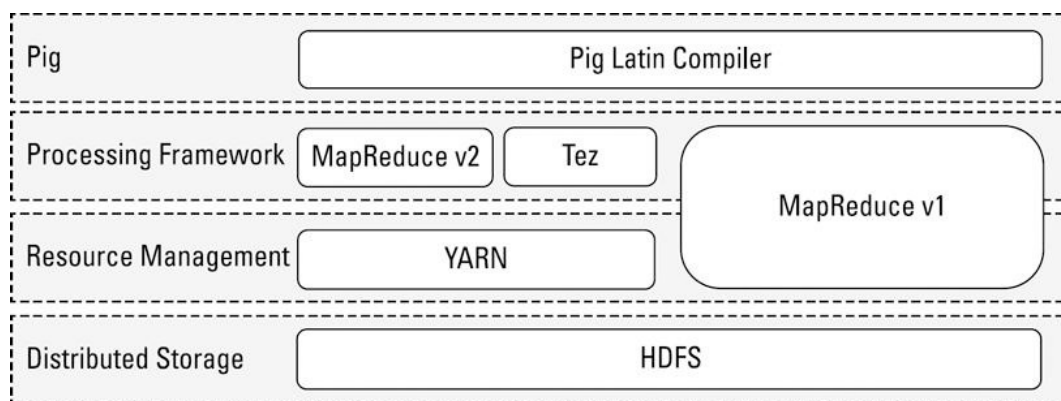 Pig
Pig Latin Compiler
Processing Framework
MapReduce v2
Tez
MapReduce v1
Resource Management
YARN
Distributed Storage
HDFS